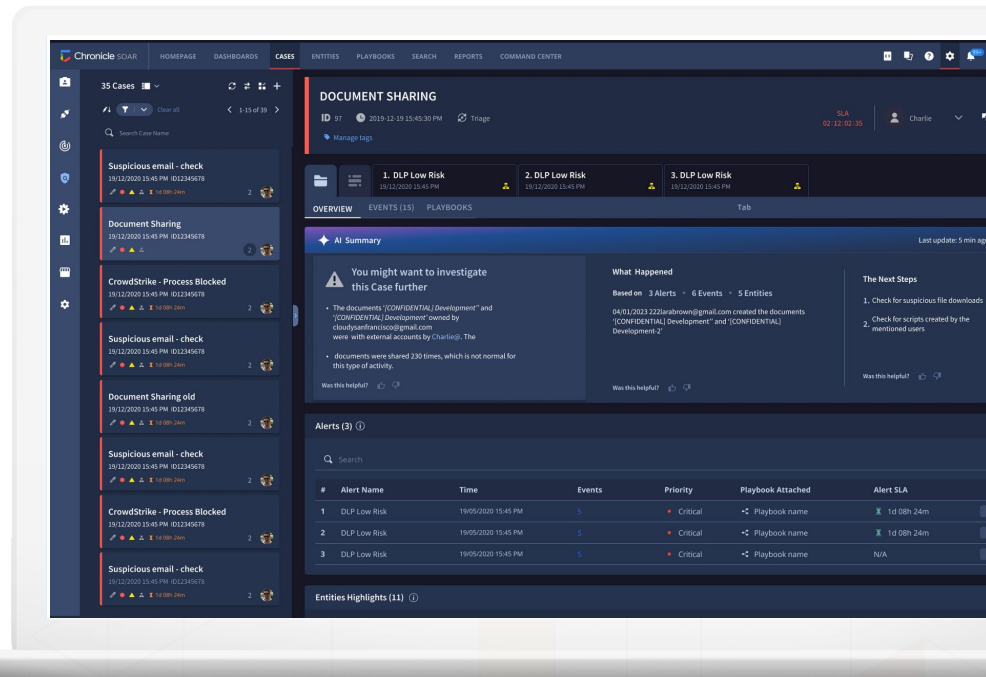 Chronicle SOAR
HOMEPAGE
DASHBOARDS
CASES
ENTITIES
PLAYBOOKS
SEARCH
REPORTS
COMMAND CENTER
99+
35 Cases
Clear all
1-15 of 39
Search Case Name
Suspicious email - check
19/12/2020 15:45 PM ID12345678
1d 08h 24m
2
Document Sharing
19/12/2020 15:45 PM ID12345678
2
CrowdStrike - Process Blocked
19/12/2020 15:45 PM ID12345678
1d 08h 24m
2
Suspicious email - check
19/12/2020 15:45 PM ID12345678
1d 08h 24m
2
Document Sharing old
19/12/2020 15:45 PM ID12345678
1d 08h 24m
2
Suspicious email - check
19/12/2020 15:45 PM ID12345678
1d 08h 24m
2
CrowdStrike - Process Blocked
19/12/2020 15:45 PM ID12345678
1d 08h 24m
2
Suspicious email - check
19/12/2020 15:45 PM ID12345678
1d 08h 24m
2
DOCUMENT SHARING
ID 97
2019-12-19 15:45:30 PM
Triage
Manage tags
SLA
02:12:02:35
Charlie
1. DLP Low Risk
19/12/2020 15:45 PM
2. DLP Low Risk
19/12/2020 15:45 PM
3. DLP Low Risk
19/12/2020 15:45 PM
OVERVIEW
EVENTS (15)
PLAYBOOKS
Tab
AI Summary
Last update: 5 min ago
You might want to investigate
this Case further
• The documents '[CONFIDENTIAL] Development'' and
'[CONFIDENTIAL] Development' owned by
cloudysanfrancisco@gmail.com
were with external accounts by Charlie@. The
• documents were shared 230 times, which is not normal for
this type of activity.
Was this helpful?
What Happened
Based on 3 Alerts • 6 Events • 5 Entities
04/01/2023 222larabrown@gmail.com created the documents
'[CONFIDENTIAL] Development'' and '[CONFIDENTIAL]
Development-2'
Was this helpful?
The Next Steps
1. Check for suspicious file downloads
2. Check for scripts created by the
mentioned users
Was this helpful?
Alerts (3)
Search
# Alert Name Time Events Priority Playbook Attached Alert SLA
1 DLP Low Risk 19/05/2020 15:45 PM 5 Critical Playbook name 1d 08h 24m
2 DLP Low Risk 19/05/2020 15:45 PM 5 Critical Playbook name 1d 08h 24m
3 DLP Low Risk 19/05/2020 15:45 PM 5 Critical Playbook name N/A
Entities Highlights (11)